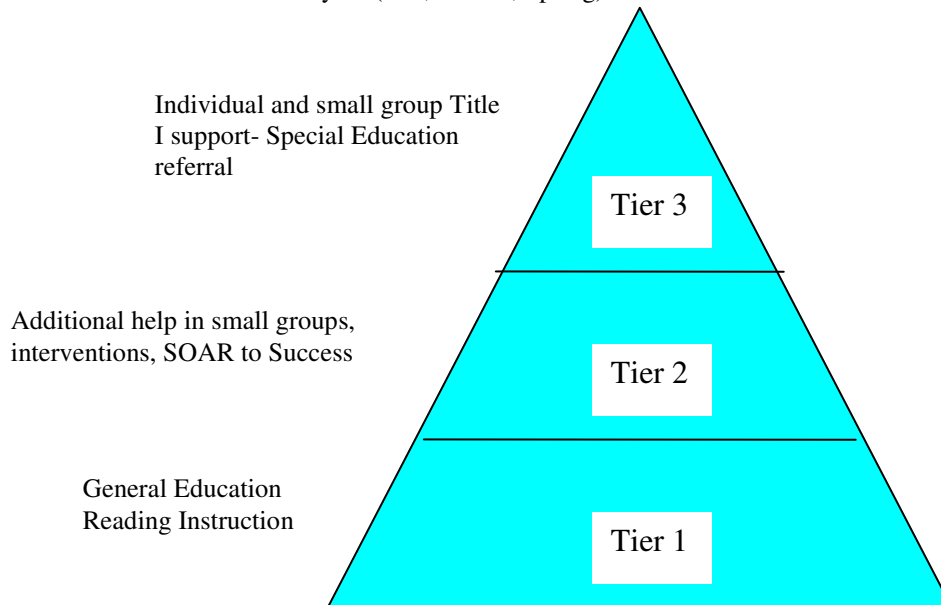 Individual and small group Title
I support- Special Education
referral
Tier 3
Additional help in small groups,
interventions, SOAR to Success
Tier 2
General Education
Reading Instruction
Tier 1